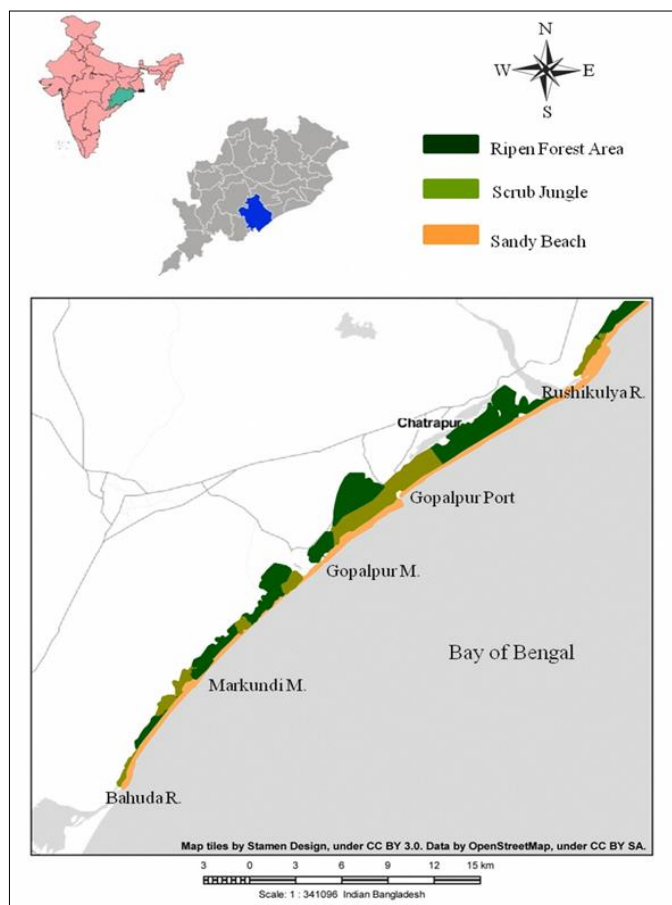 N
W E
S
Ripen Forest Area
Scrub Jungle
Sandy Beach
Rushikulya R.
Chatrapur
Gopalpur Port
Gopalpur M.
Bay of Bengal
Markundi M.
Bahuda R.
Map tiles by Stamen Design, under CC BY 3.0. Data by OpenStreetMap, under CC BY SA.
3 0 3 6 9 12 15 km
Scale: 1 : 341096 Indian Bangladesh